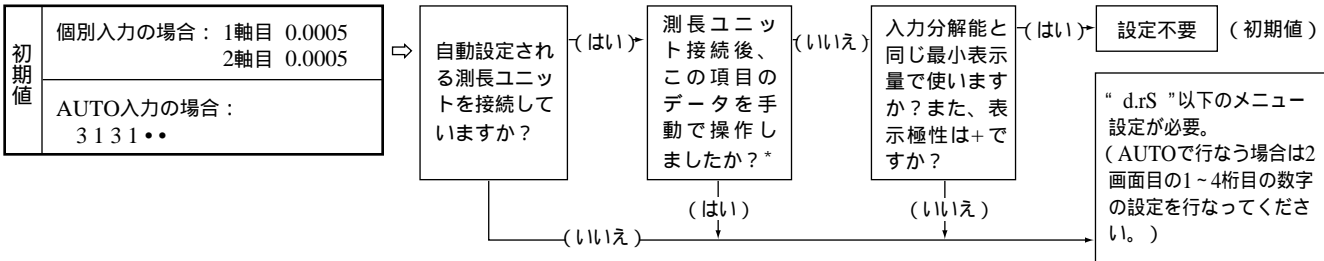 初期値
個別入力の場合： 1軸目 0.0005
2軸目 0.0005
AUTO入力の場合：
3 1 3 1 • •
⇨
自動設定され
る測長ユニッ
トを接続して
いますか？
（はい）
測長ユニッ
ト接続後、
この項目の
データを手
動で操作し
ましたか？*
（いいえ）
入力分解能と
同じ最小表示
量で使います
か？また、表
示極性は+で
すか？
（はい）
設定不要 （初期値）
“ d.rS ”以下のメニュー
設定が必要。
（AUTOで行なう場合は2
画面目の1～4桁目の数字
の設定を行なってくださ
い。）
（はい）
（いいえ）
（いいえ）